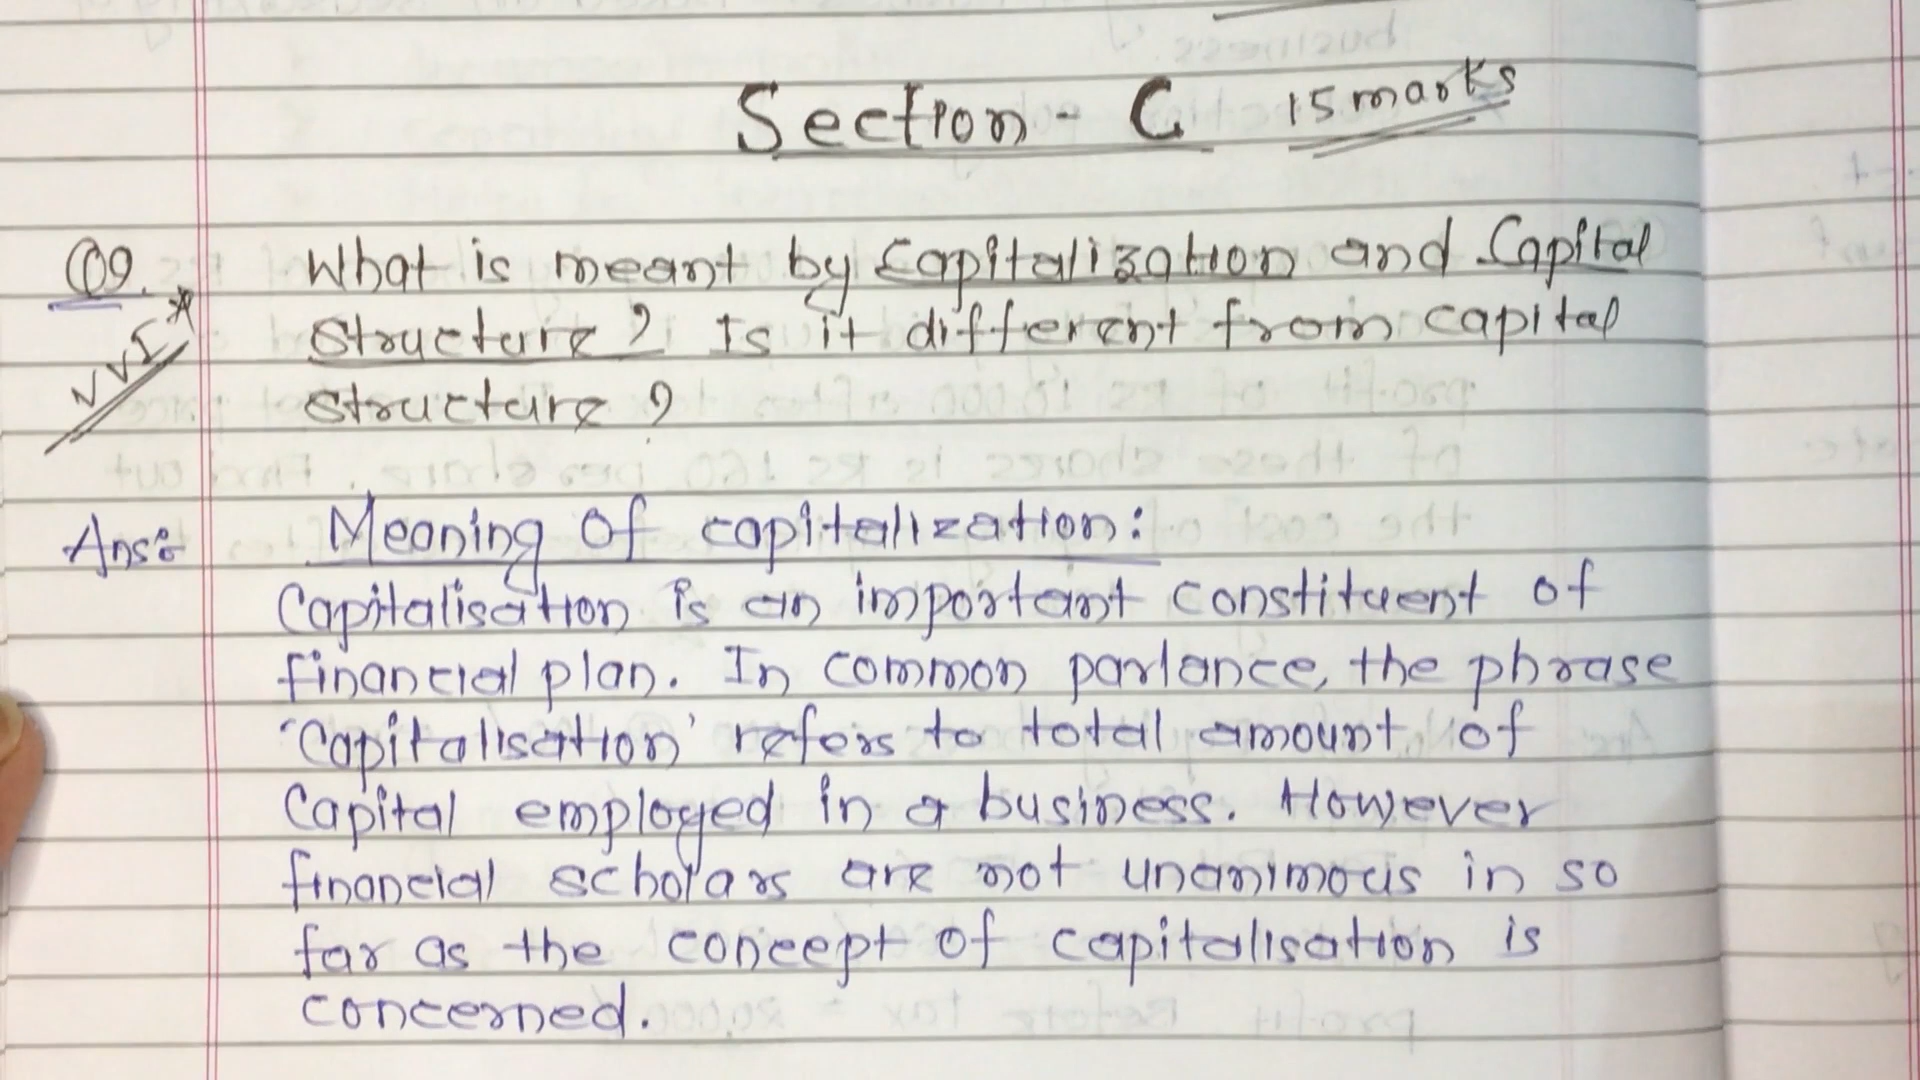 Section - C 15 marks
Q9. What is meant by Capitalization and Capital
VVI structure? Is it different from capital
structure?
Ans: Meaning of capitalization:
Capitalisation is an important constituent of
financial plan. In common parlance, the phrase
'Capitalisation' refers to total amount of
Capital employed in a business. However
financial scholars are not unanimous in so
far as the concept of capitalisation is
concerned.